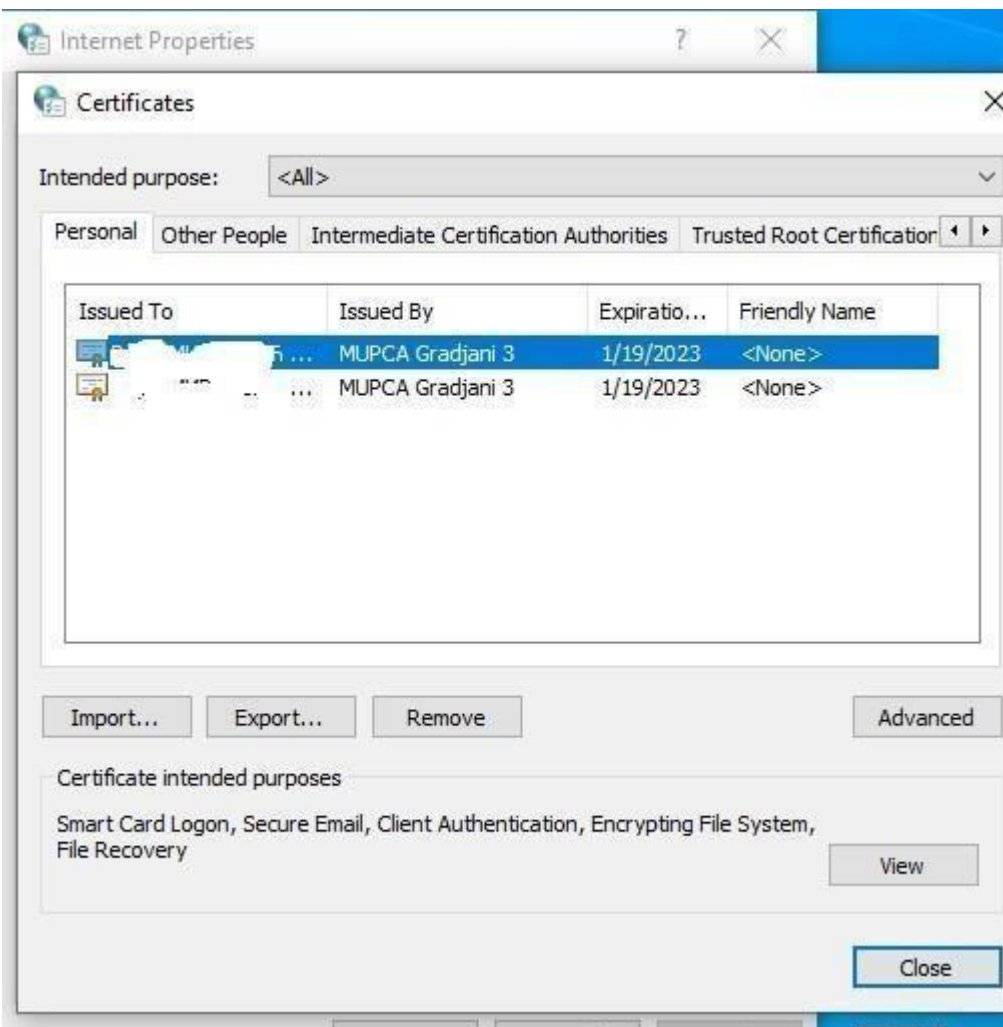 Internet Properties ?
Certificates
Intended purpose: <All>
Personal Other People Intermediate Certification Authorities Trusted Root Certification
Issued To Issued By Expiratio... Friendly Name
... MUPCA Gradjani 3 1/19/2023 <None>
... MUPCA Gradjani 3 1/19/2023 <None>
Import... Export... Remove Advanced
Certificate intended purposes
Smart Card Logon, Secure Email, Client Authentication, Encrypting File System,
File Recovery
View
Close